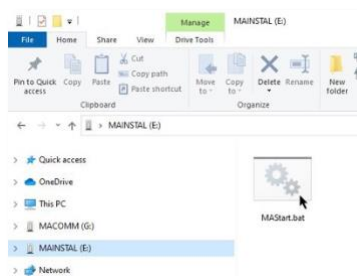 Manage
MAINSTAL (E:)
File
Home
Share
View
Drive Tools
Pin to Quick access
Copy
Paste
Cut
Copy path
Paste shortcut
Move to
Copy to
Delete
Rename
New folder
Clipboard
Organize
MAINSTAL (E:)
Quick access
OneDrive
This PC
MACOMM (G:)
MAINSTAL (E:)
Network
MAStart.bat